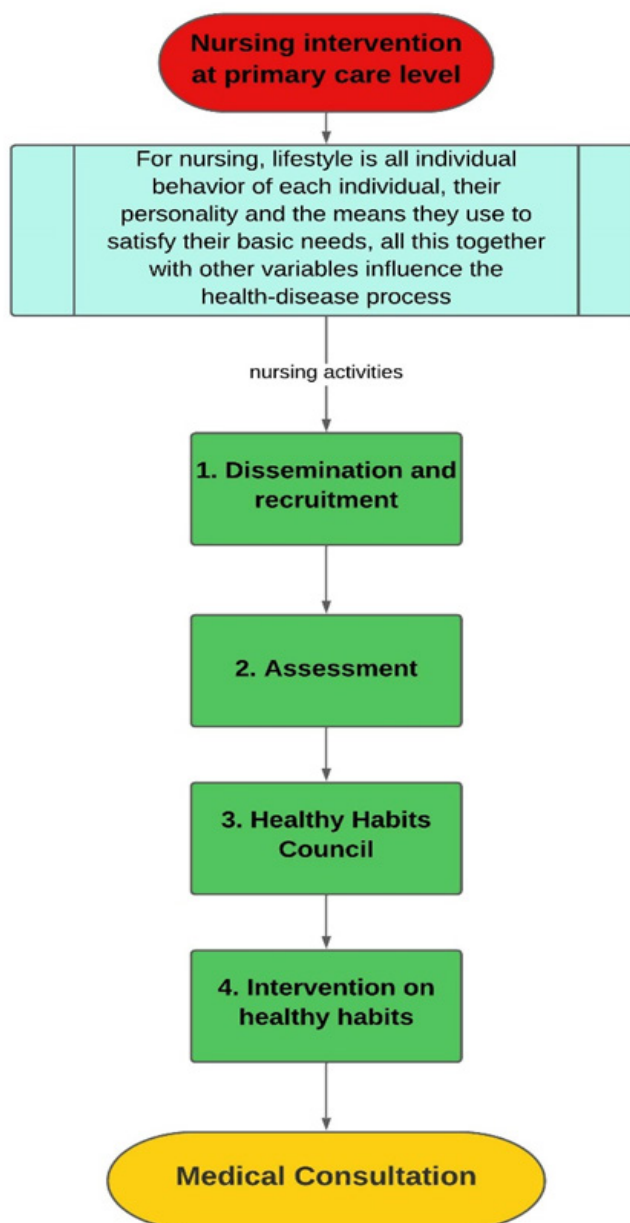 Nursing intervention
at primary care level
For nursing, lifestyle is all individual
behavior of each individual, their
personality and the means they use to
satisfy their basic needs, all this together
with other variables influence the
health-disease process
nursing activities
1. Dissemination and
recruitment
2. Assessment
3. Healthy Habits
Council
4. Intervention on
healthy habits
Medical Consultation